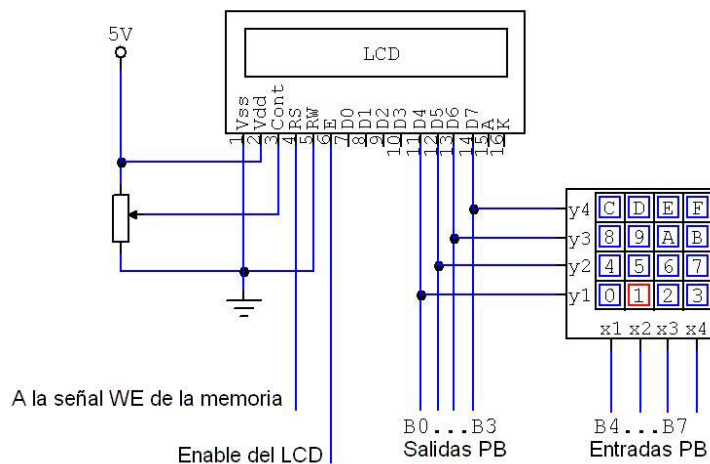 5V
LCD
1 Vss
2 Vdd
3 Cont
4 RS
5 RW
6 E
7 D0
8 D1
9 D2
10 D3
11 D4
12 D5
13 D6
14 D7
15 A
16 K
y4 C D E F
y3 8 9 A B
y2 4 5 6 7
y1 0 1 2 3
x1 x2 x3 x4
A la señal WE de la memoria
B0...B3
B4...B7
Enable del LCD
Salidas PB
Entradas PB